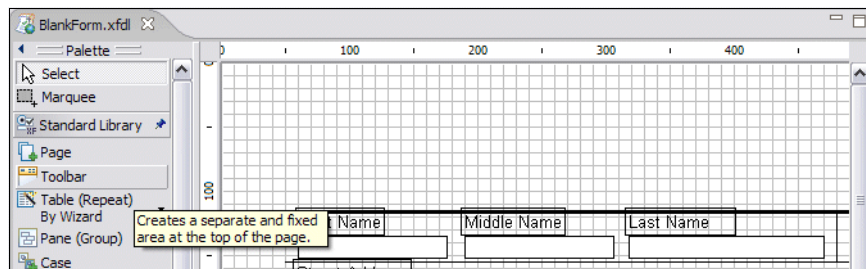 BlankForm.xfdl
Palette
Select
Marquee
Standard Library
Page
Toolbar
Table (Repeat)
By Wizard
Pane (Group)
Case
0 100 200 300 400
0
100
Creates a separate and fixed
area at the top of the page.
Name
Middle Name
Last Name